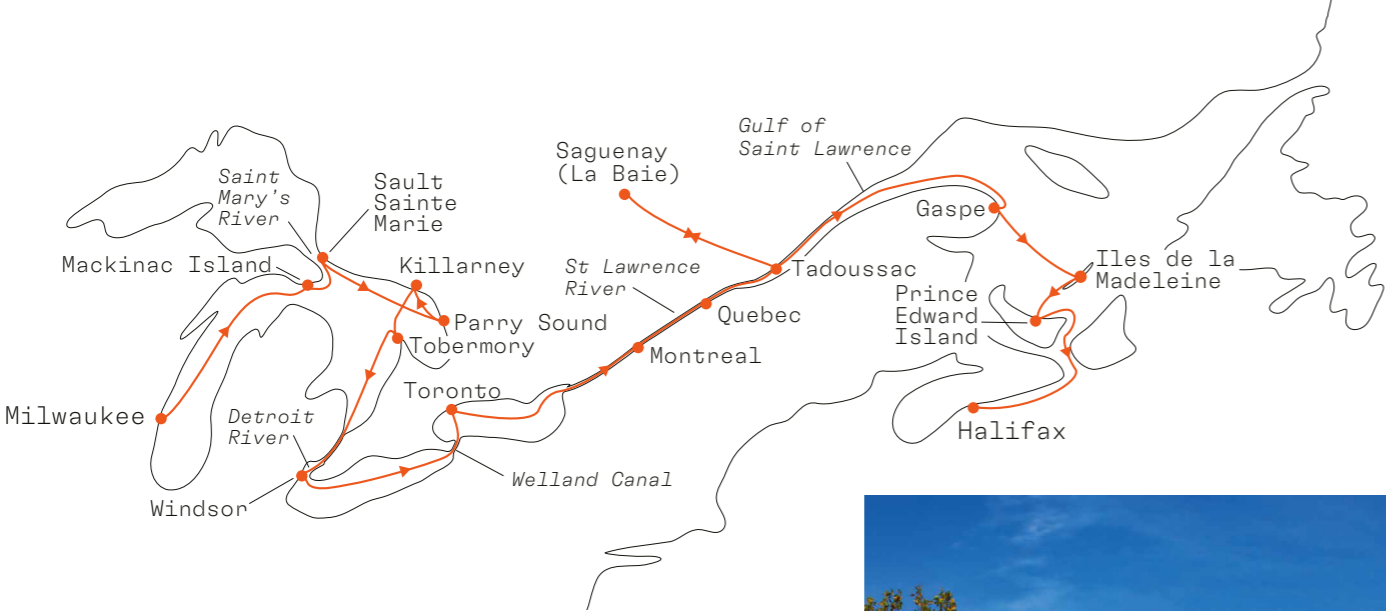 Gulf of
Saint Lawrence
Saguenay
(La Baie)
Saint
Mary's
River
Sault
Sainte
Marie
Gaspe
Mackinac Island
Killarney
St Lawrence
River
Tadoussac
Iles de la
Madeleine
Prince
Edward
Island
Quebec
Parry Sound
Tobermory
Montreal
Toronto
Milwaukee
Detroit
River
Halifax
Welland Canal
Windsor